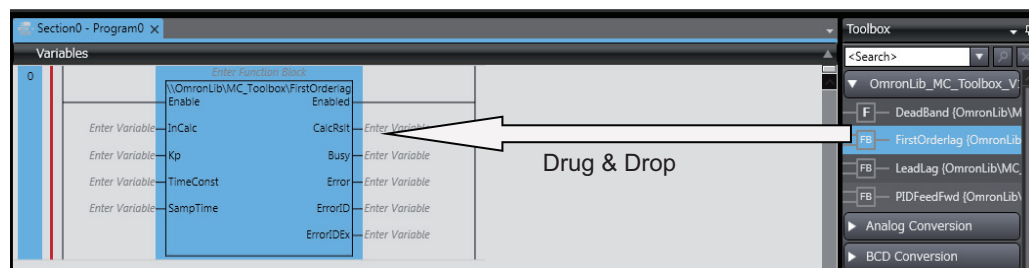 Section0 - Program0
Variables
0
Enter Function Block
\\OmronLib\MC_Toolbox\FirstOrderlag
Enable Enabled
Enter Variable InCalc CalcRslt Enter Variable
Enter Variable Kp Busy Enter Variable
Enter Variable TimeConst Error Enter Variable
Enter Variable SampTime ErrorID Enter Variable
ErrorIDEx Enter Variable
Drug & Drop
Toolbox
<Search>
OmronLib_MC_Toolbox_V
F DeadBand {OmronLib\M
FB FirstOrderlag {OmronLib
FB LeadLag {OmronLib\MC_
FB PIDFeedFwd {OmronLib\
Analog Conversion
BCD Conversion